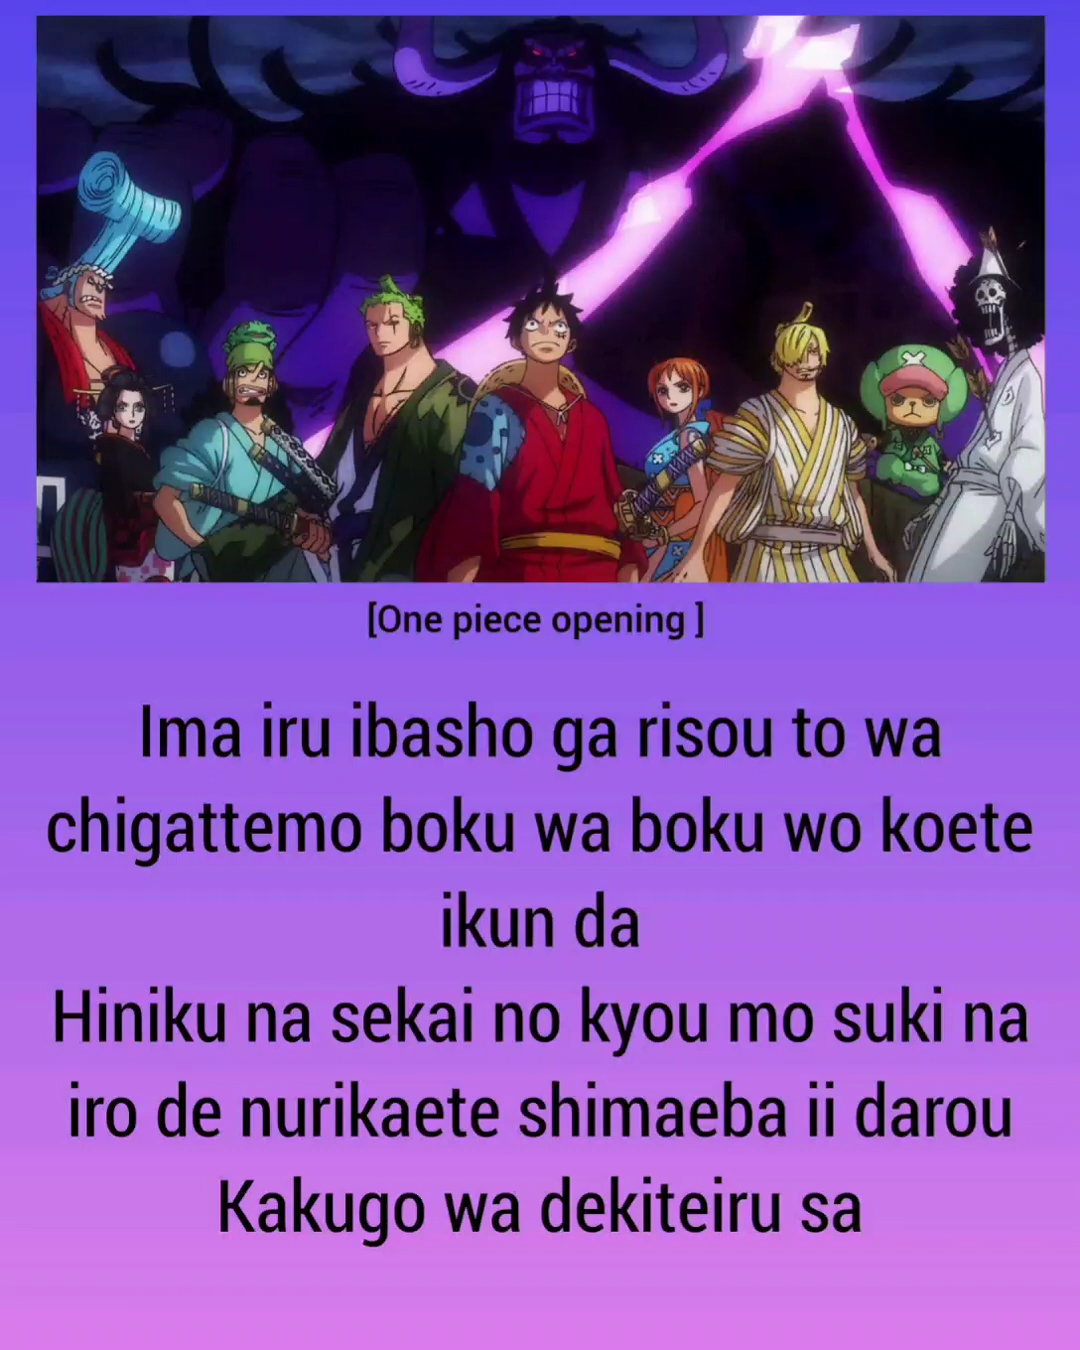 [One piece opening ]
Ima iru ibasho ga risou to wa
chigattemo boku wa boku wo koete
ikun da
Hiniku na sekai no kyou mo suki na
iro de nurikaete shimaeba ii darou
Kakugo wa dekiteiru sa